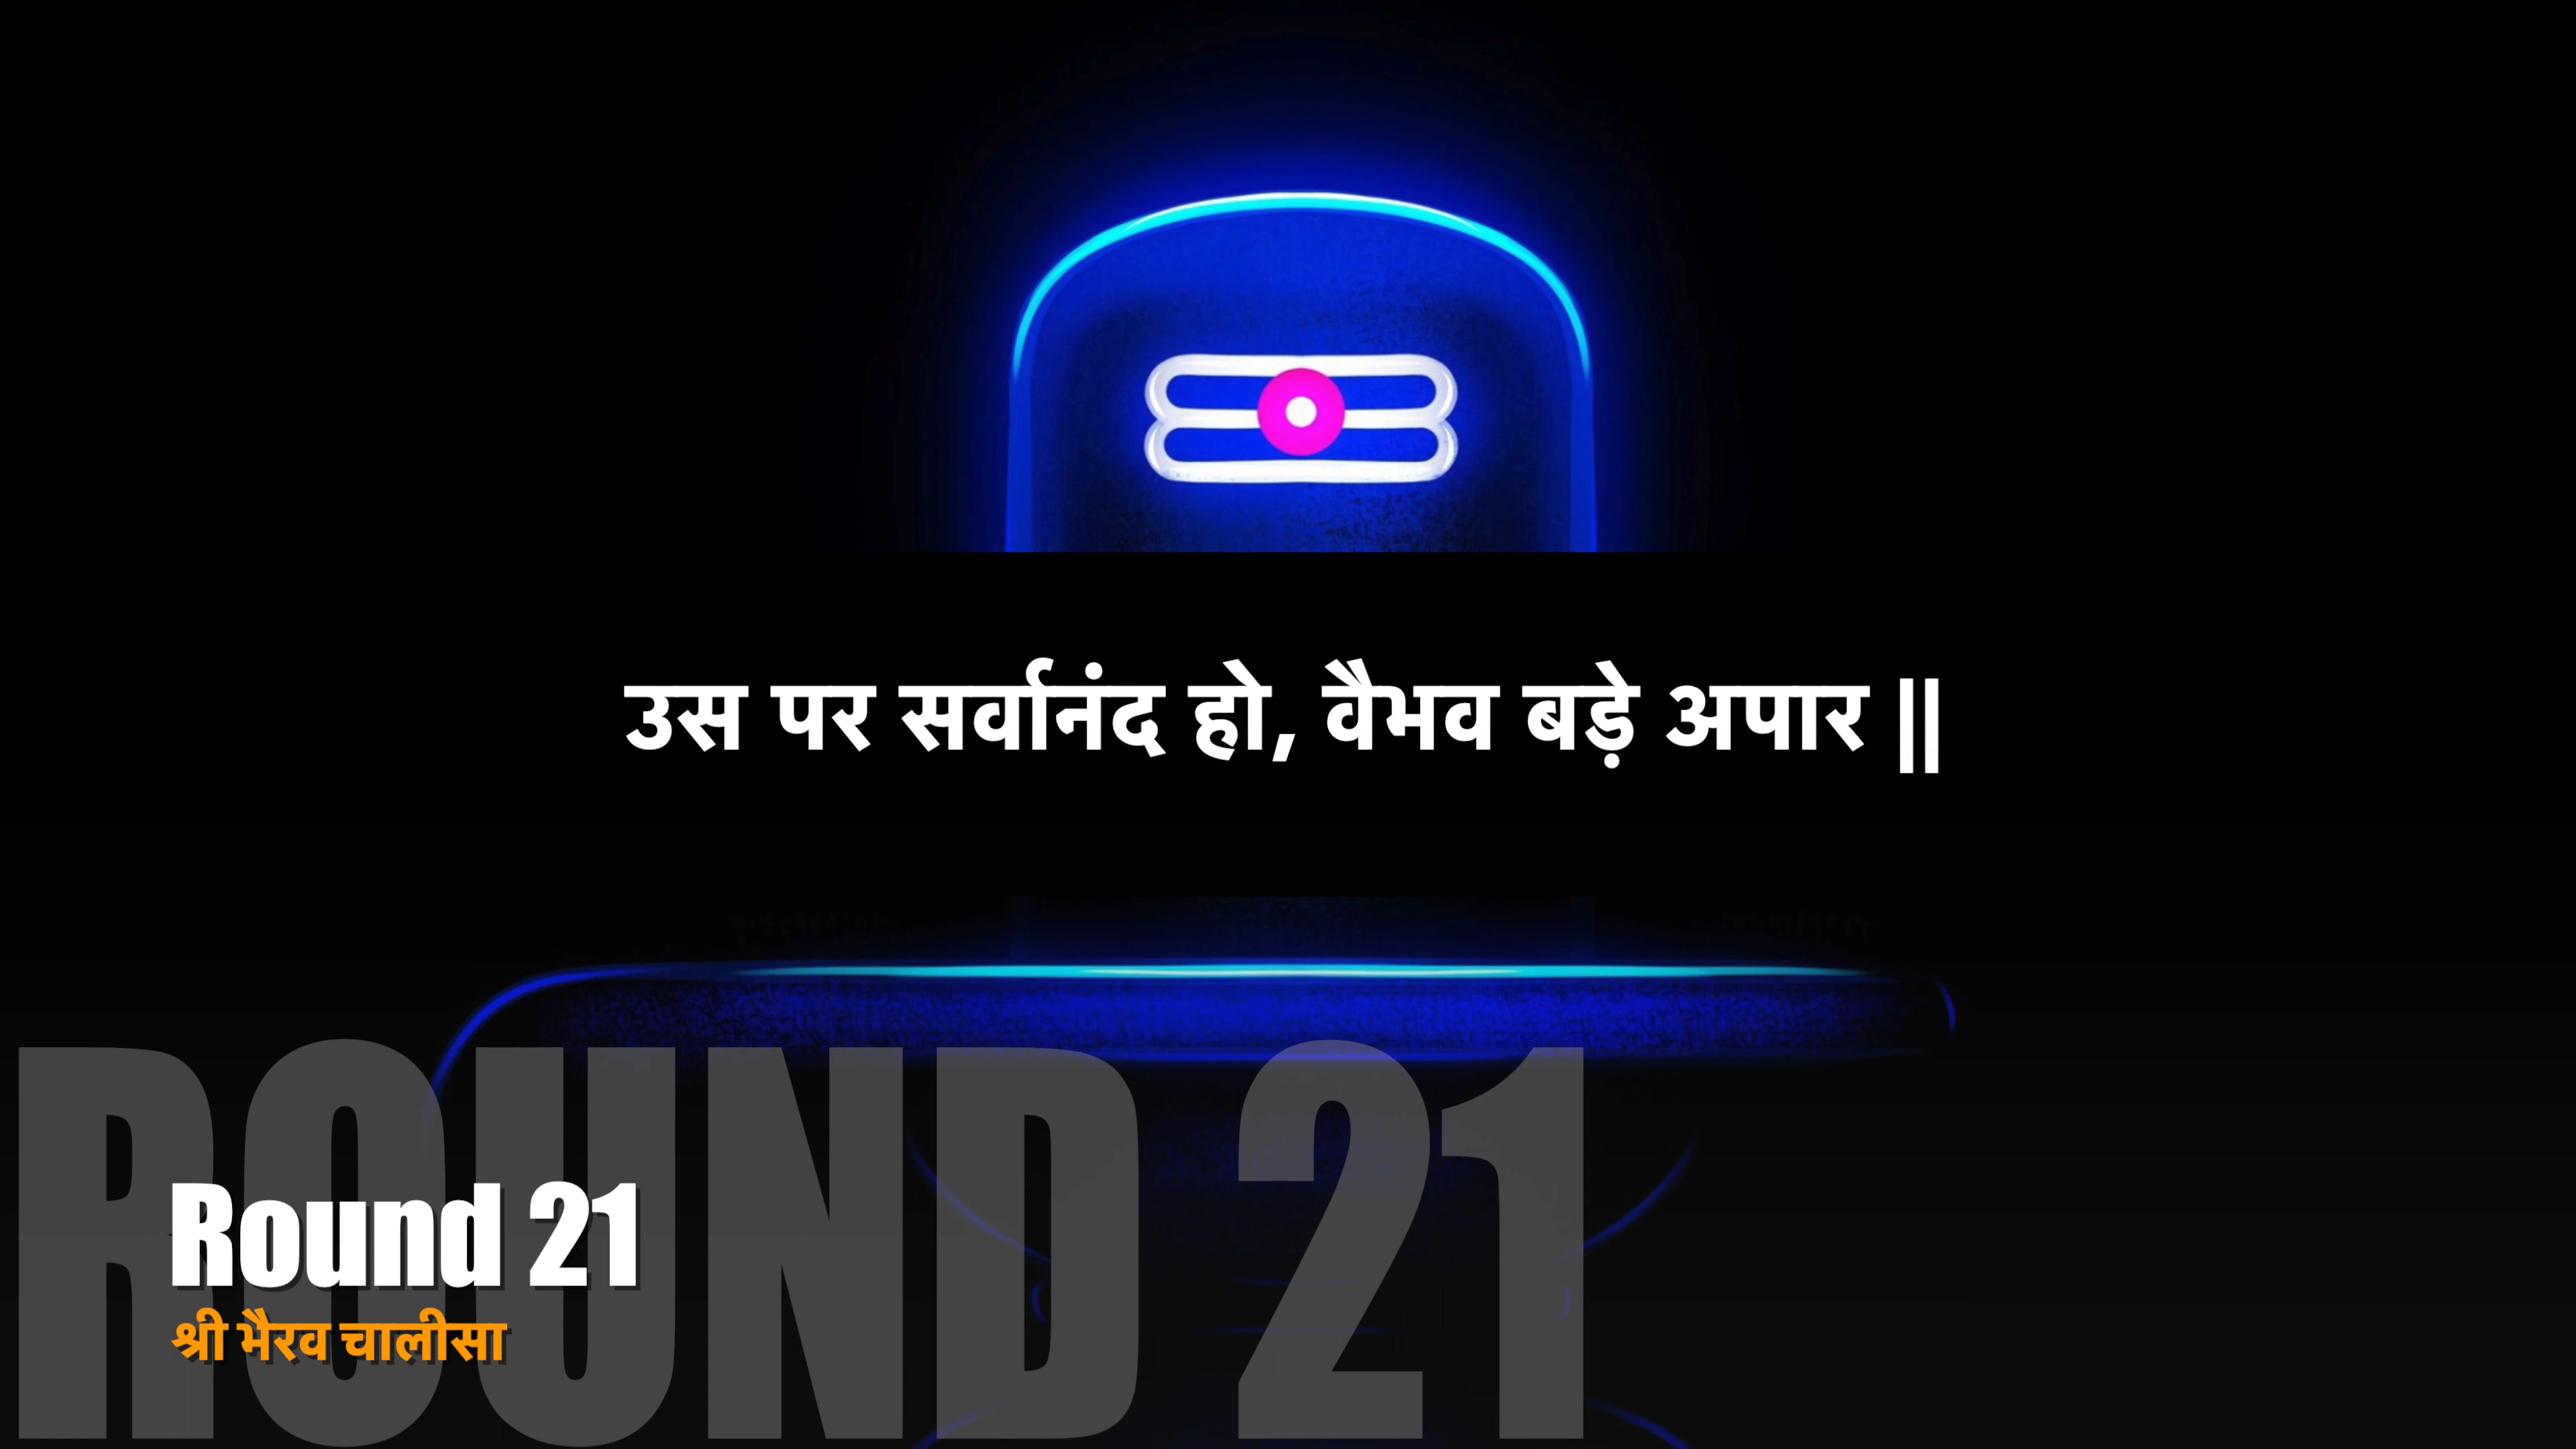 उस पर सर्वानंद हो, वैभव बड़े अपार ||
ROUND 21
Round 21
श्री भैरव चालीसा